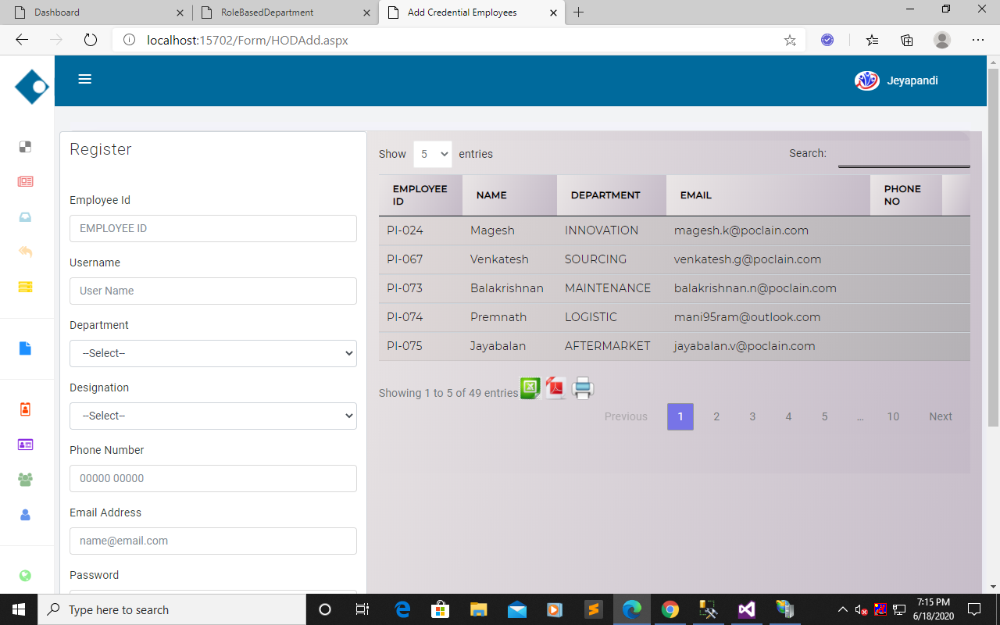 Dashboard
RoleBasedDepartment
Add Credential Employees
localhost:15702/Form/HODAdd.aspx
Jeyapandi
Register
Employee Id
EMPLOYEE ID
Username
User Name
Department
--Select--
Designation
--Select--
Phone Number
00000 00000
Email Address
name@email.com
Password
Show 5 entries
Search:
EMPLOYEE ID NAME DEPARTMENT EMAIL PHONE NO
PI-024 Magesh INNOVATION magesh.k@poclain.com
PI-067 Venkatesh SOURCING venkatesh.g@poclain.com
PI-073 Balakrishnan MAINTENANCE balakrishnan.n@poclain.com
PI-074 Premnath LOGISTIC mani95ram@outlook.com
PI-075 Jayabalan AFTERMARKET jayabalan.v@poclain.com
Showing 1 to 5 of 49 entries
Previous 1 2 3 4 5 … 10 Next
Type here to search
7:15 PM
6/18/2020